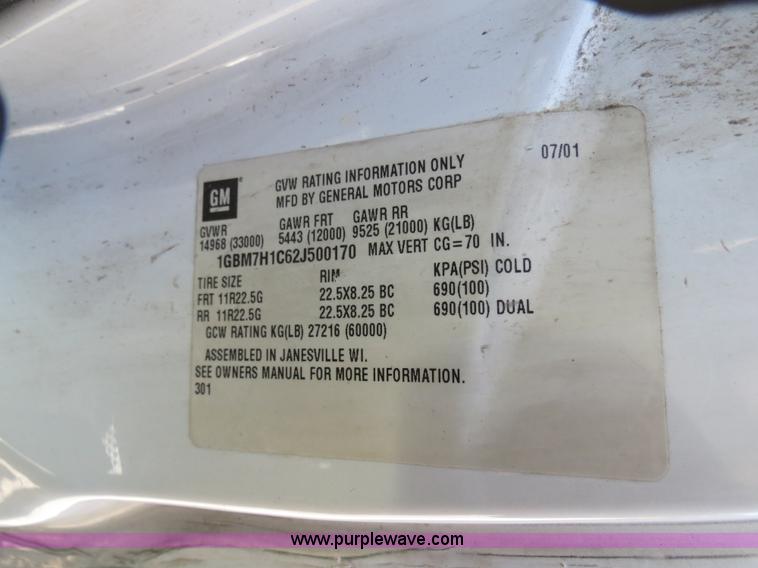 GM
GVW RATING INFORMATION ONLY
07/01
MFD BY GENERAL MOTORS CORP
GVWR GAWR FRT GAWR RR
14968 (33000) 5443 (12000) 9525 (21000) KG(LB)
1GBM7H1C62J500170 MAX VERT CG=70 IN.
TIRE SIZE RIM KPA(PSI) COLD
FRT 11R22.5G 22.5X8.25 BC 690(100)
RR 11R22.5G 22.5X8.25 BC 690(100) DUAL
GCW RATING KG(LB) 27216 (60000)
ASSEMBLED IN JANESVILLE WI.
SEE OWNERS MANUAL FOR MORE INFORMATION.
301
www.purplewave.com